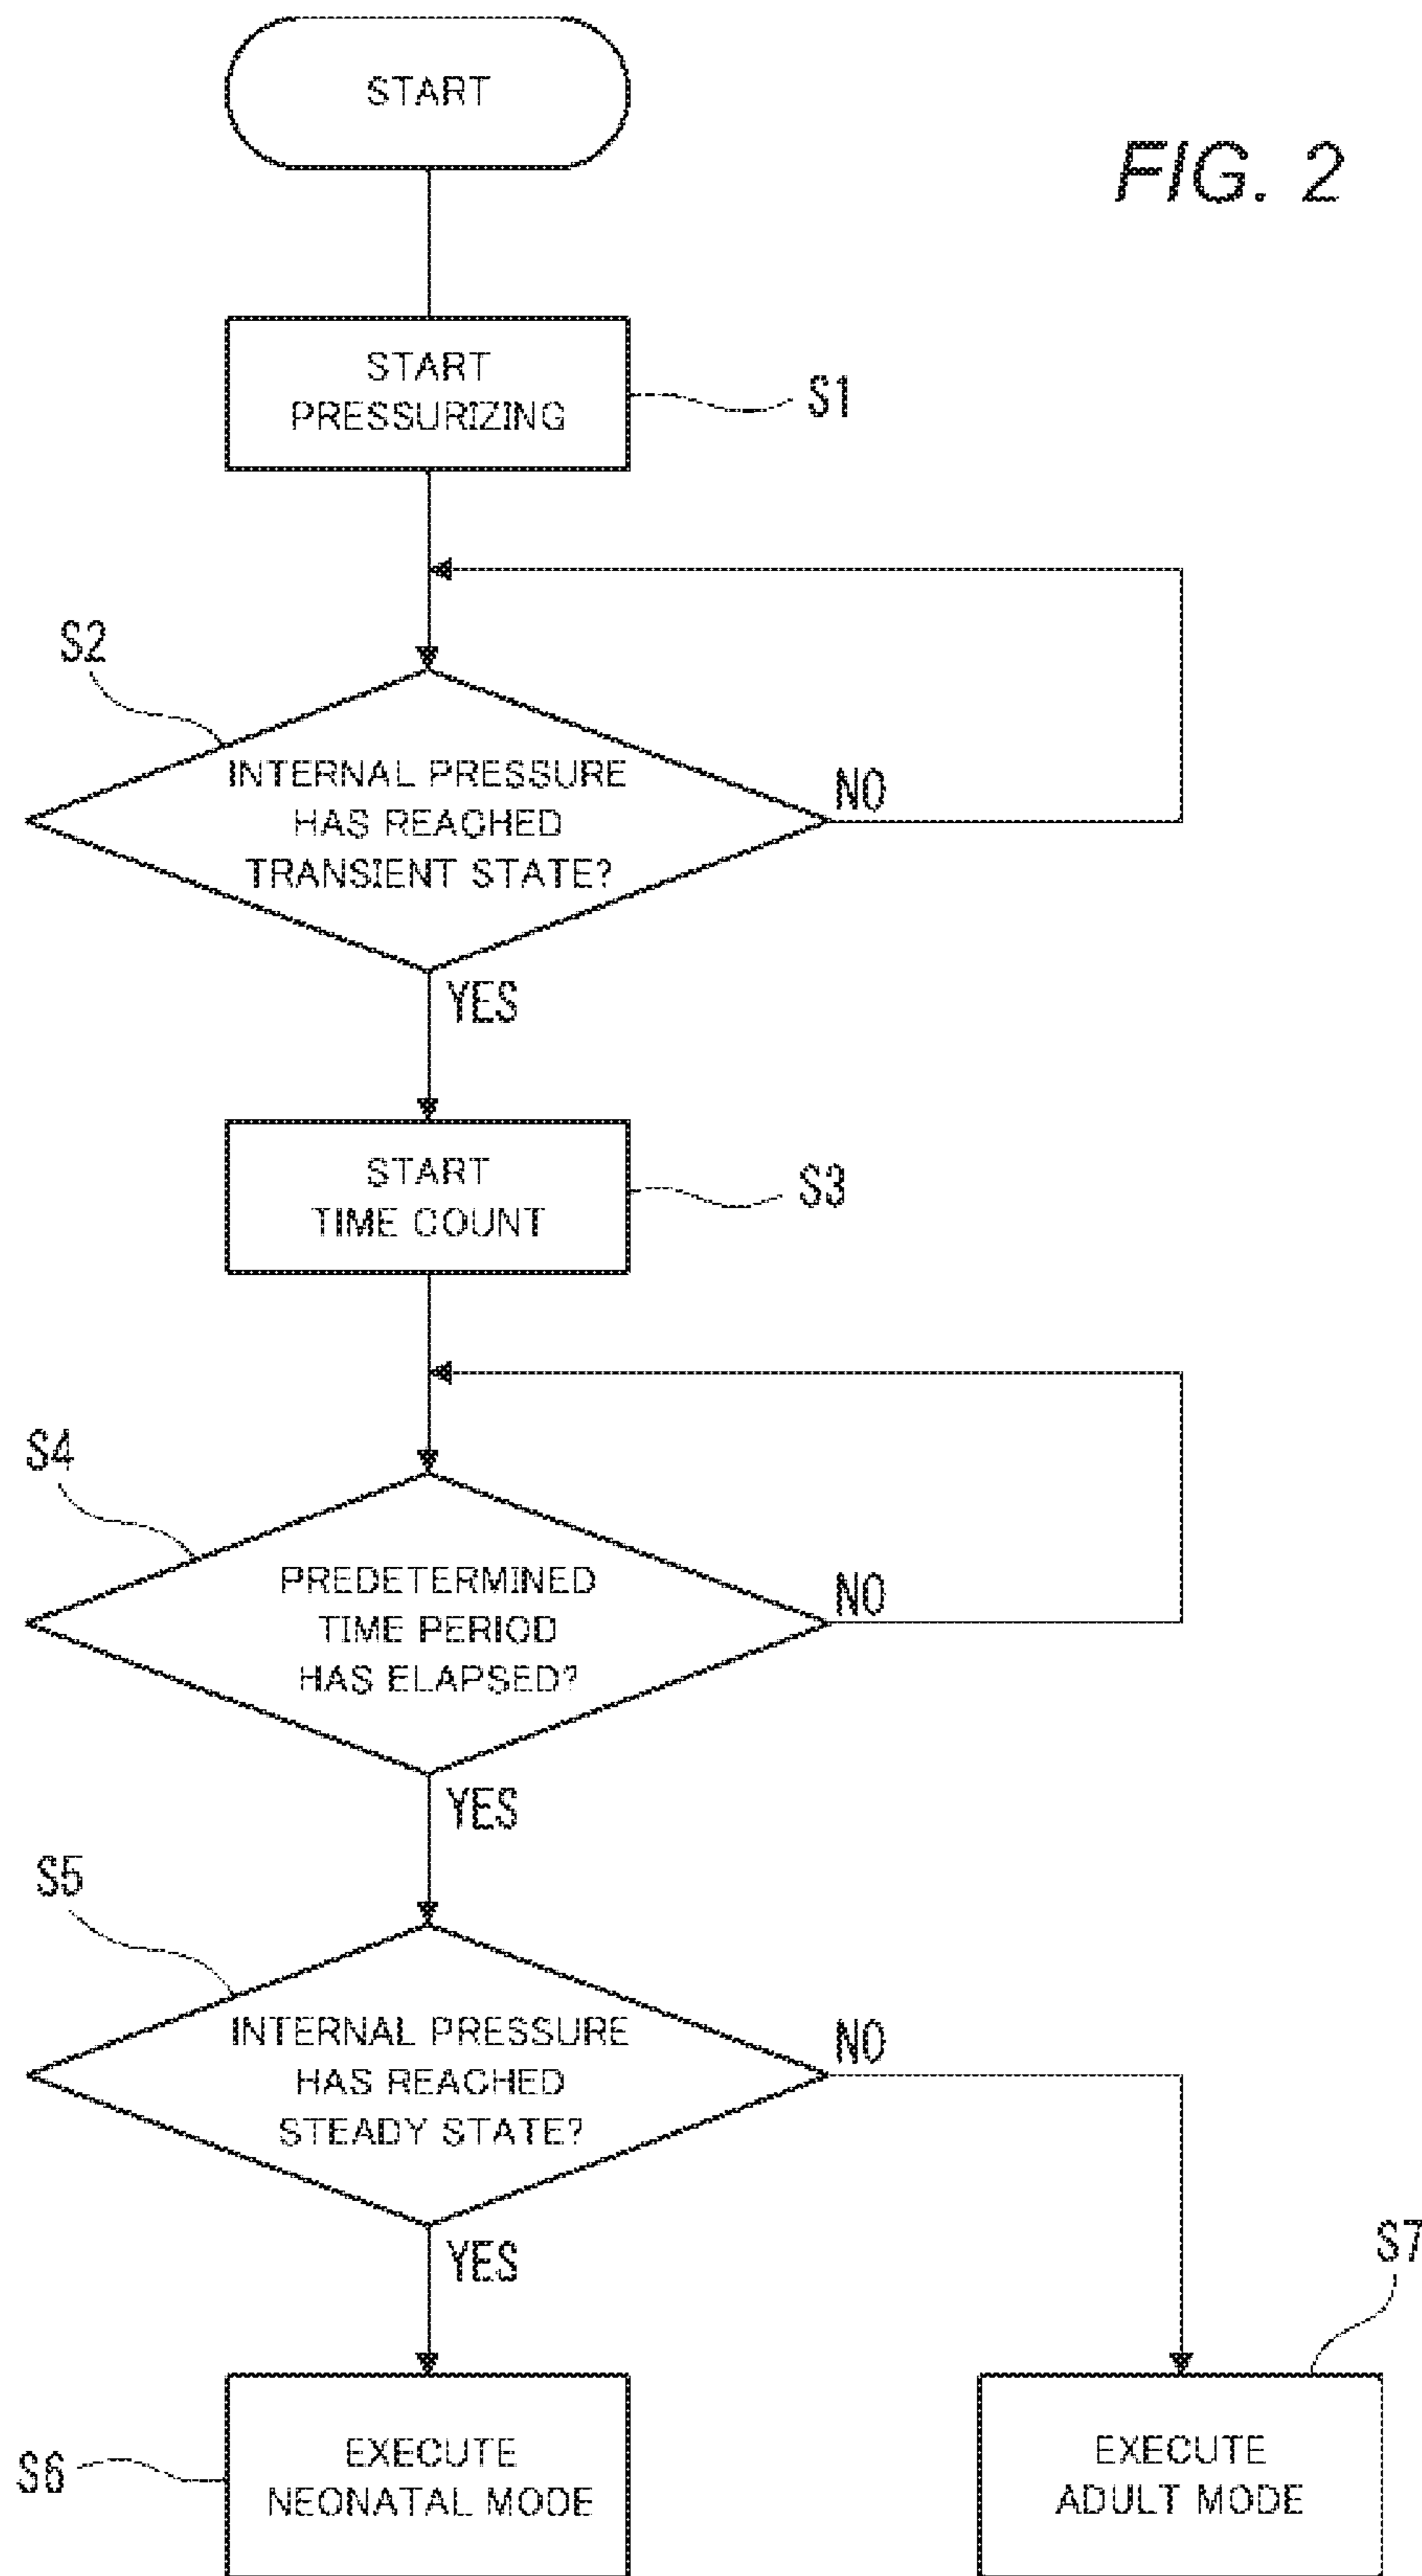 START
FIG. 2
START
PRESSURIZING
S1
S2
INTERNAL PRESSURE
HAS REACHED
TRANSIENT STATE?
NO
YES
START
TIME COUNT
S3
S4
PREDETERMINED
TIME PERIOD
HAS ELAPSED?
NO
YES
S5
INTERNAL PRESSURE
HAS REACHED
STEADY STATE?
NO
YES
S7
S6
EXECUTE
NEONATAL MODE
EXECUTE
ADULT MODE